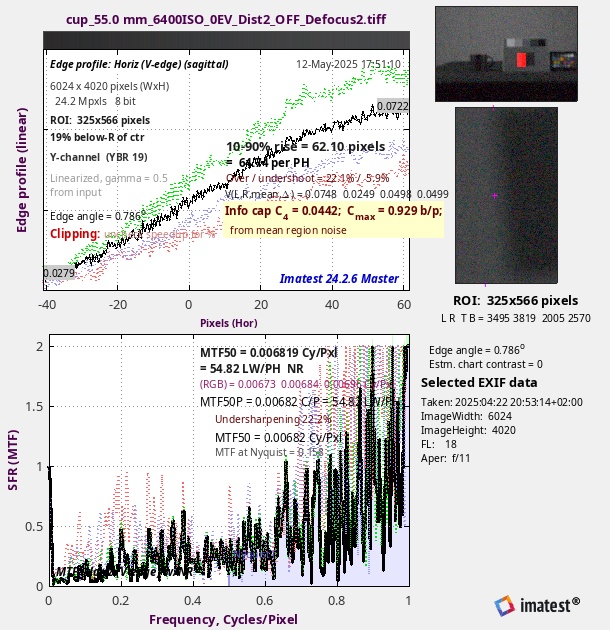 cup_55.0 mm_6400ISO_0EV_Dist2_OFF_Defocus2.tiff
Edge profile: Horiz (V-edge) (sagittal)
12-May-2025 17:51:10
6024 x 4020 pixels (WxH)
24.2 Mpxls 8 bit
ROI: 325x566 pixels
19% below-R of ctr
Y-channel (YBR 19)
Linearized, gamma = 0.5
from input
Edge angle = 0.786°
Clipping:
0.0722
10-90% rise = 62.10 pixels
per PH
Over / undershoot = 22.1% / 5.9%
V(L,R,mean,△) = 0.0748 0.0249 0.0498 0.0499
Info cap C4 = 0.0442; Cmax = 0.929 b/p;
from mean region noise
0.0279
Imatest 24.2.6 Master
Edge profile (linear)
-40 -20 0 20 40 60
Pixels (Hor)
ROI: 325x566 pixels
L R T B = 3495 3819 2005 2570
Edge angle = 0.786°
Estm. chart contrast = 0
Selected EXIF data
Taken: 2025:04:22 20:53:14+02:00
ImageWidth: 6024
ImageHeight: 4020
FL: 18
Aper: f/11
MTF50 = 0.006819 Cy/Pxl
= 54.82 LW/PH NR
(RGB) = 0.00673 0.00684 0.00696 Cy/Pxl
MTF50P = 0.00682 C/P = 54.82 LW/PH
Undersharpening 22.2%
MTF50 = 0.00682 Cy/Pxl
MTF at Nyquist =
SFR (MTF)
2
1.5
1
0.5
0
0 0.2 0.4 0.6 0.8 1
Frequency, Cycles/Pixel
imatest®